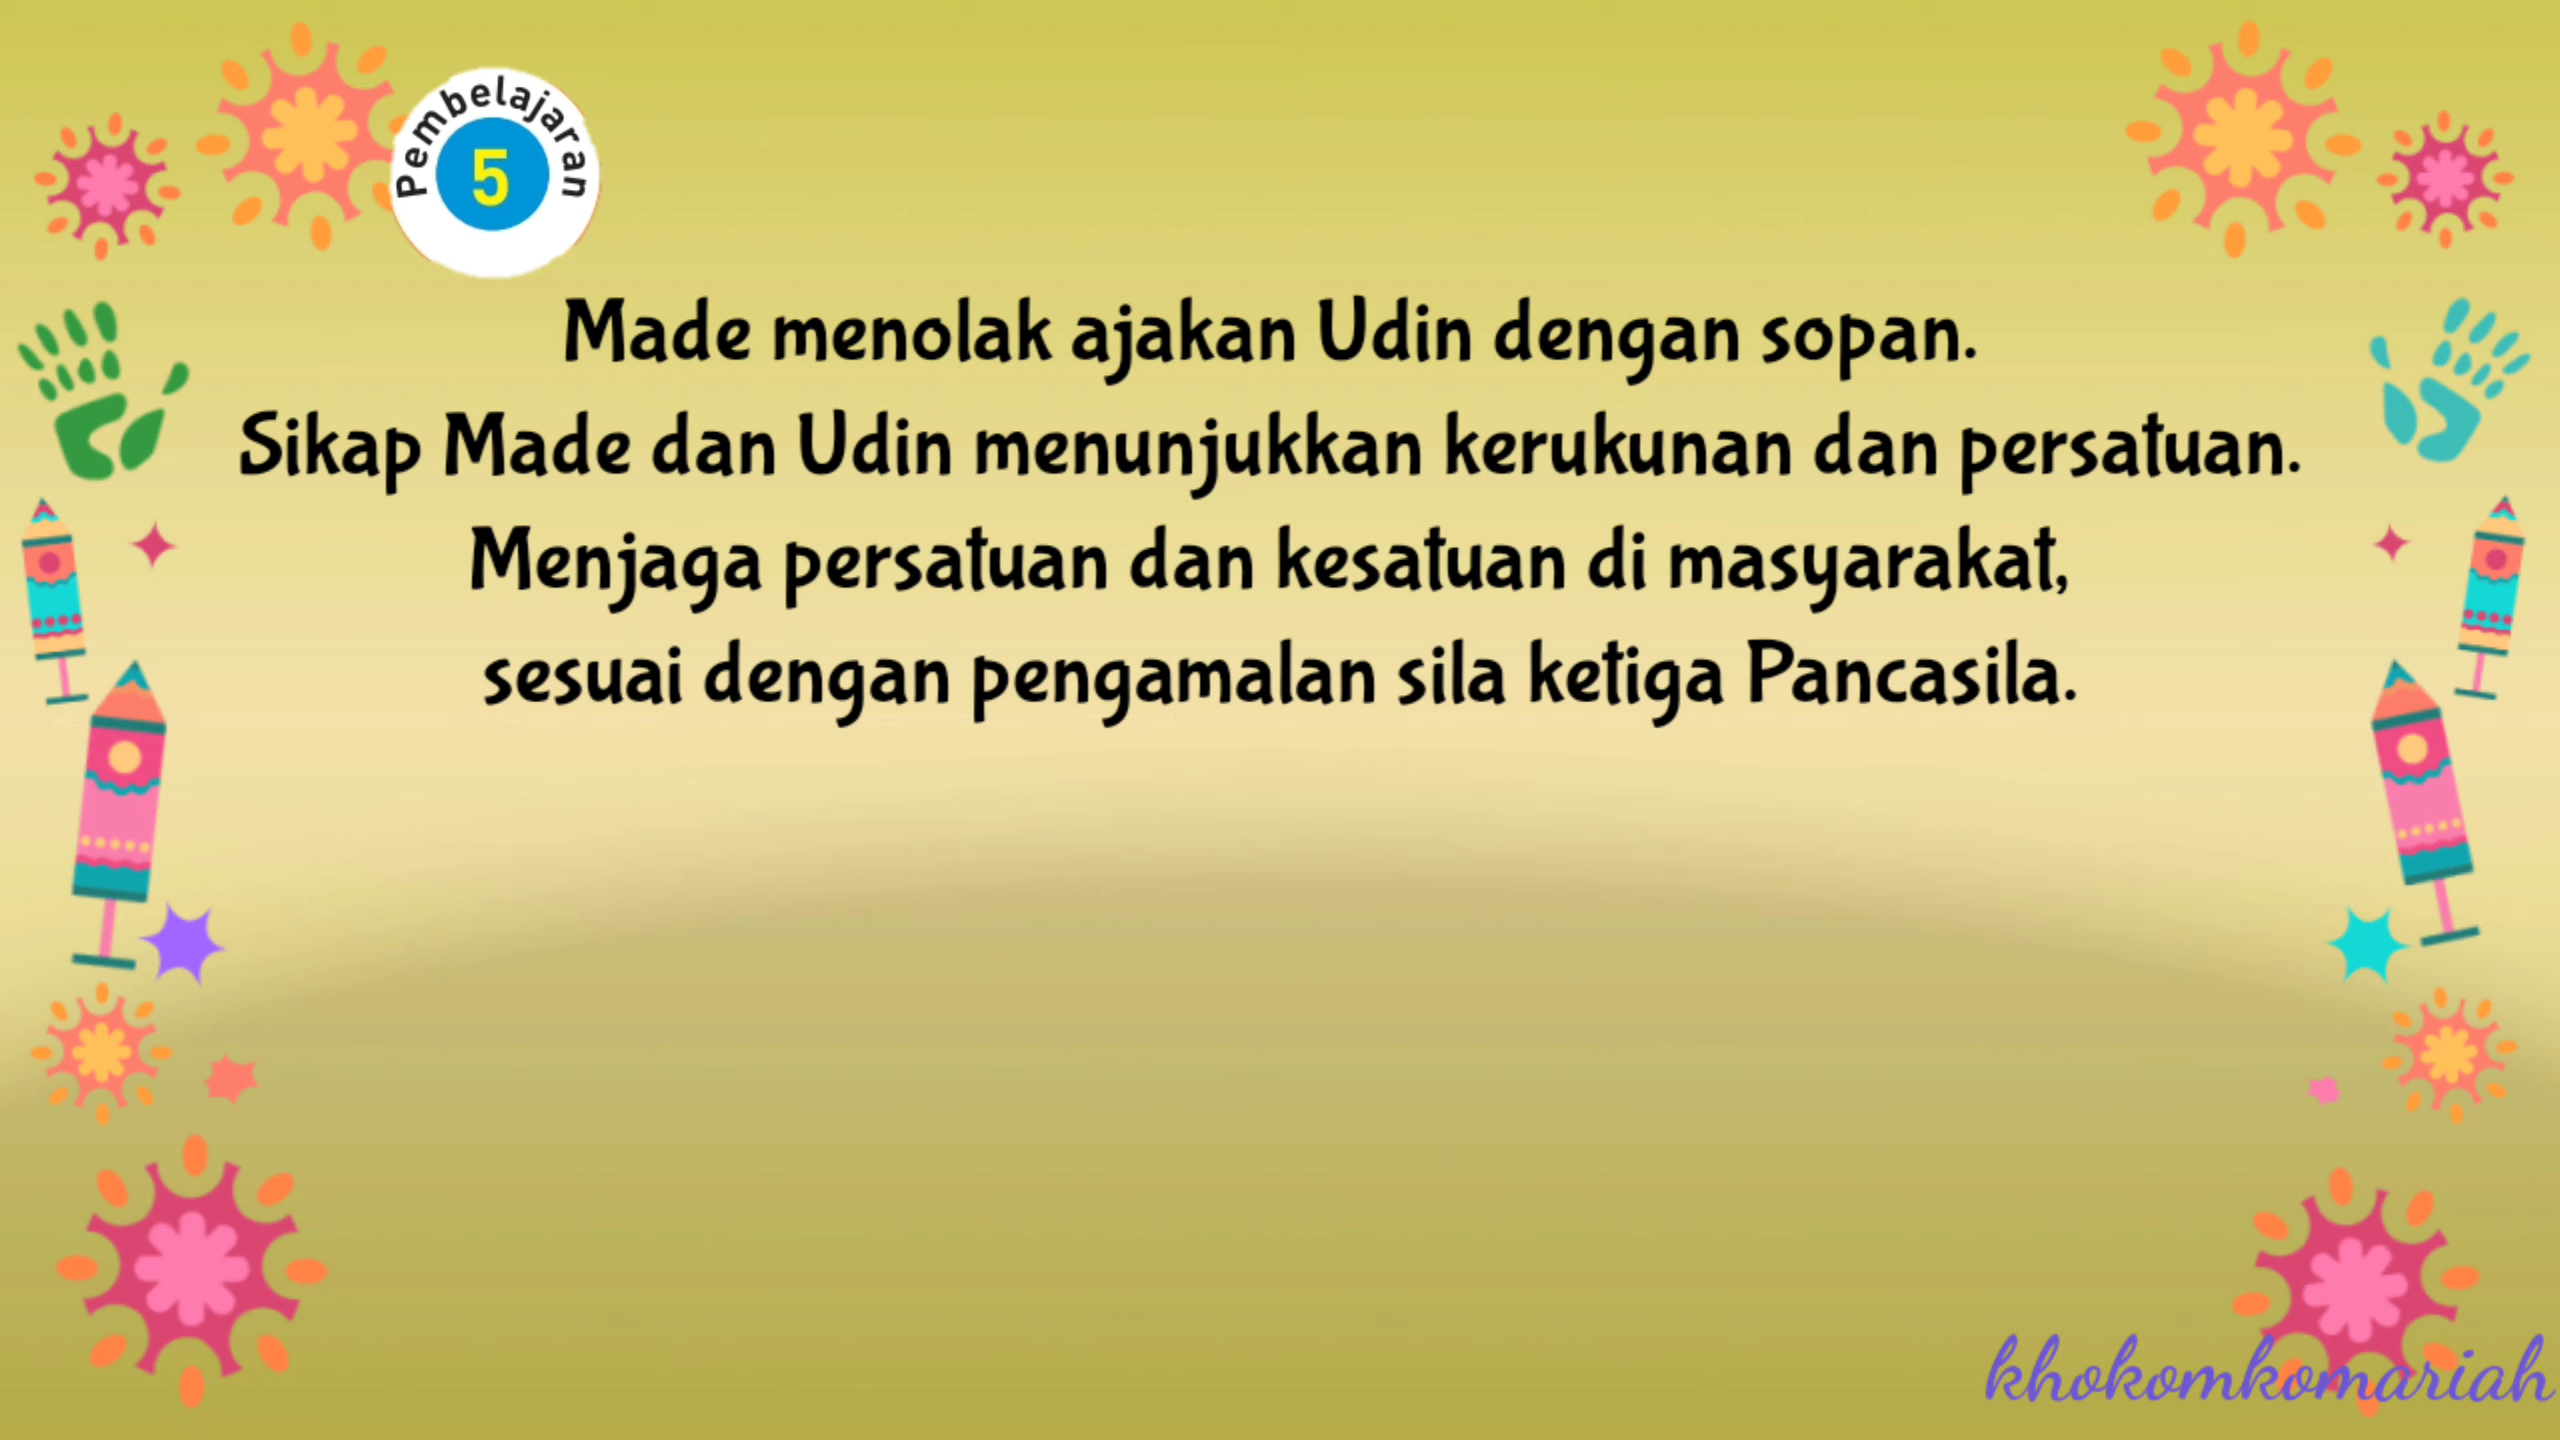 Pembelajaran
5
Made menolak ajakan Udin dengan sopan.
Sikap Made dan Udin menunjukkan kerukunan dan persatuan.
Menjaga persatuan dan kesatuan di masyarakat,
sesuai dengan pengamalan sila ketiga Pancasila.
khokomkomariah